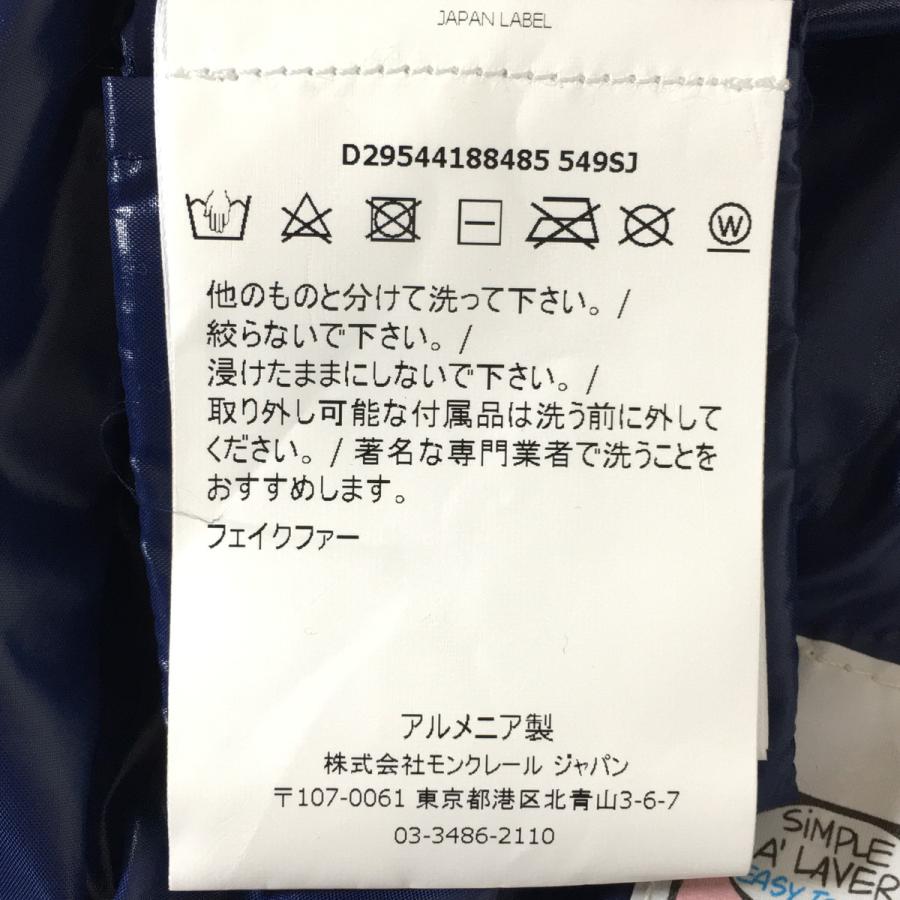 JAPAN LABEL
D29544188485 549SJ
W
他のものと分けて洗って下さい。/
絞らないで下さい。/
浸けたままにしないで下さい。/
取り外し可能な付属品は洗う前に外して
ください。/ 著名な専門業者で洗うことを
おすすめします。
フェイクファー
アルメニア製
株式会社モンクレール ジャパン
〒107-0061 東京都港区北青山3-6-7
03-3486-2110
SiMPLE
A' LAVER
EASY